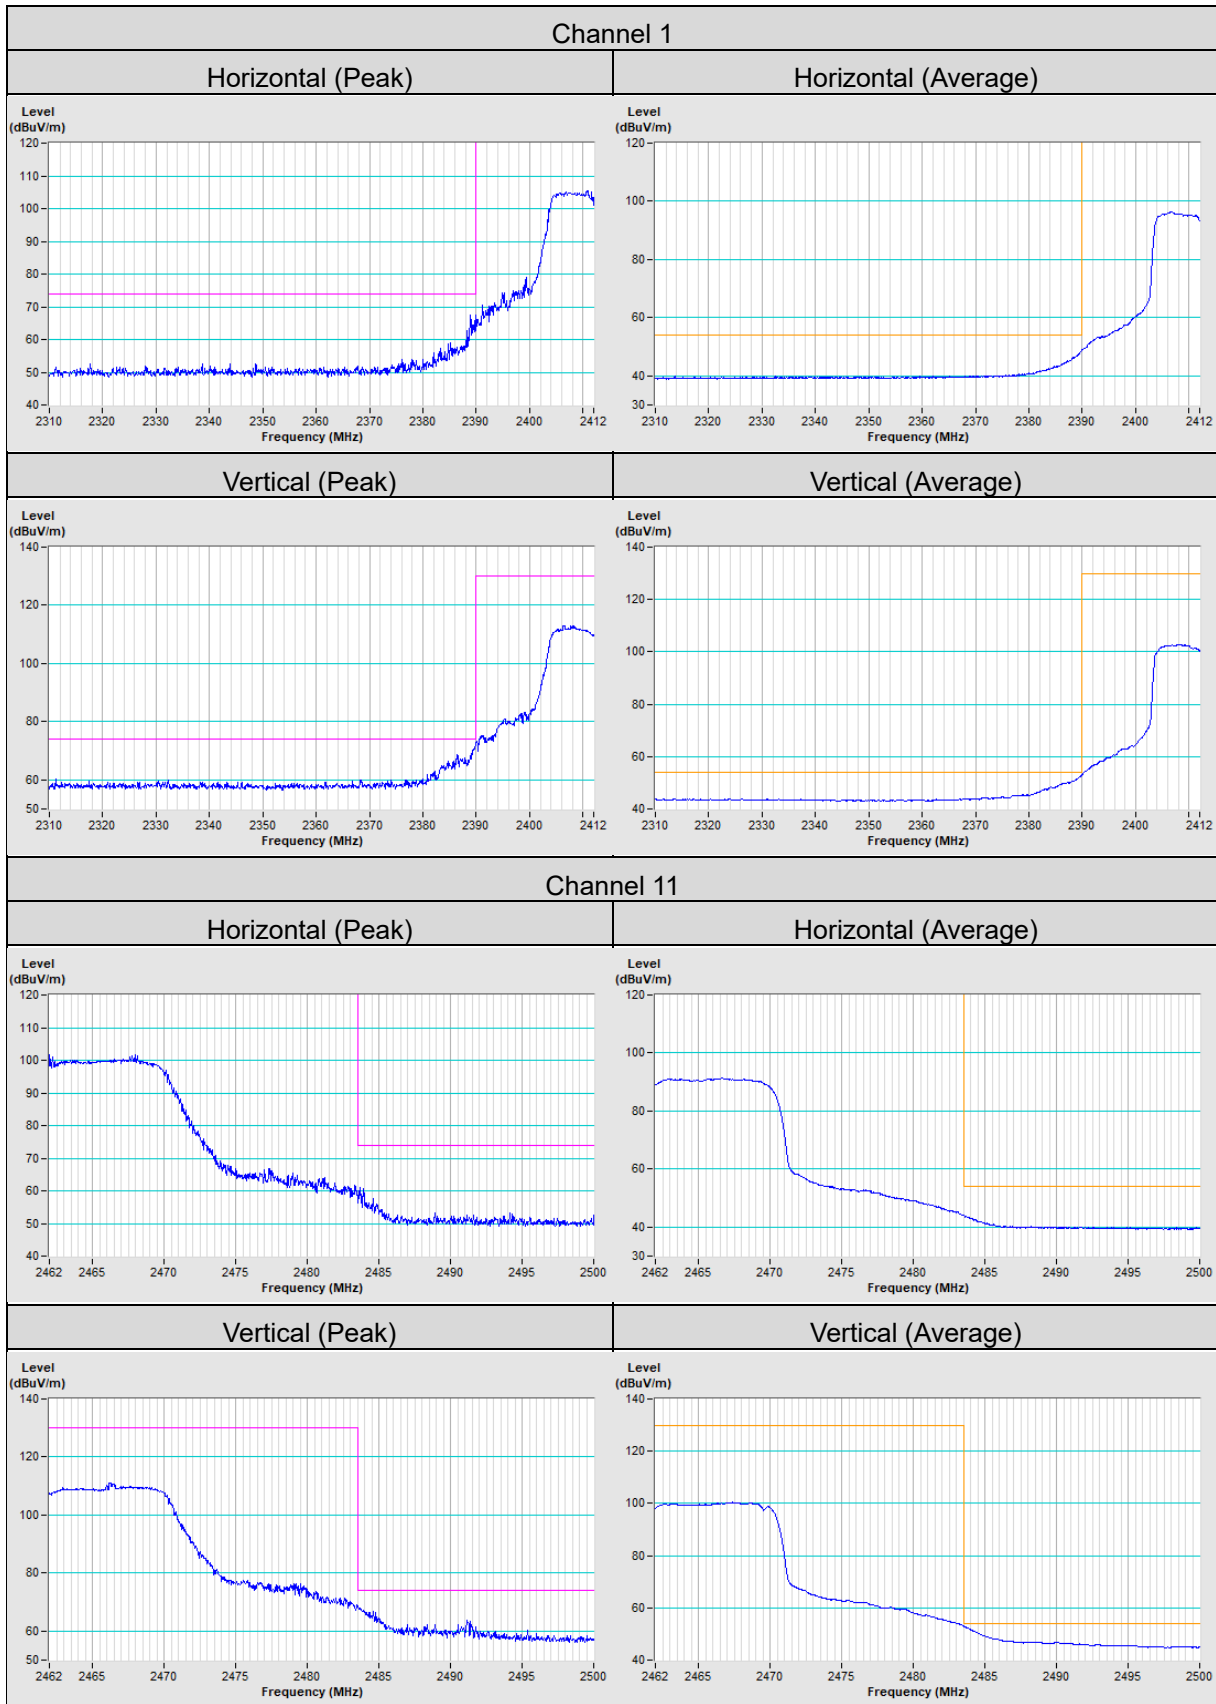 Channel 1
Horizontal (Peak)
Horizontal (Average)
Level
(dBuV/m)
120
110
100
90
80
70
60
50
40
2310 2320 2330 2340 2350 2360 2370 2380 2390 2400 2412
Frequency (MHz)
Level
(dBuV/m)
120
100
80
60
40
30
2310 2320 2330 2340 2350 2360 2370 2380 2390 2400 2412
Frequency (MHz)
Vertical (Peak)
Vertical (Average)
Level
(dBuV/m)
140
120
100
80
60
50
2310 2320 2330 2340 2350 2360 2370 2380 2390 2400 2412
Frequency (MHz)
Level
(dBuV/m)
140
120
100
80
60
40
2310 2320 2330 2340 2350 2360 2370 2380 2390 2400 2412
Frequency (MHz)
Channel 11
Horizontal (Peak)
Horizontal (Average)
Level
(dBuV/m)
120
110
100
90
80
70
60
50
40
2462 2465 2470 2475 2480 2485 2490 2495 2500
Frequency (MHz)
Level
(dBuV/m)
120
100
80
60
40
30
2462 2465 2470 2475 2480 2485 2490 2495 2500
Frequency (MHz)
Vertical (Peak)
Vertical (Average)
Level
(dBuV/m)
140
120
100
80
60
50
2462 2465 2470 2475 2480 2485 2490 2495 2500
Frequency (MHz)
Level
(dBuV/m)
140
120
100
80
60
40
2462 2465 2470 2475 2480 2485 2490 2495 2500
Frequency (MHz)